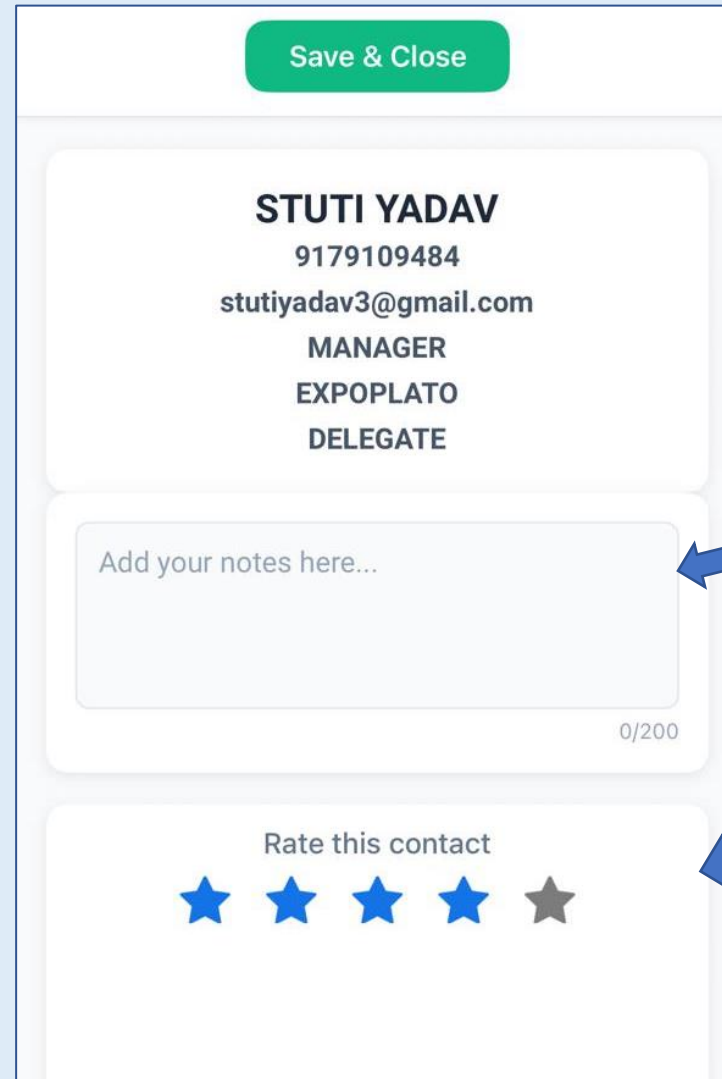 Save & Close
STUTI YADAV
9179109484
stutiyadav3@gmail.com
MANAGER
EXPOPLATO
DELEGATE
Add your notes here...
0/200
Rate this contact